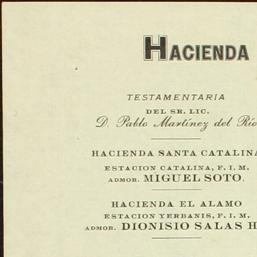 HACIENDA
TESTAMENTARIA
DEL SR. LIC.
D. Pablo Martínez del Río
HACIENDA SANTA CATALINA
ESTACION CATALINA, F. I. M.
ADMOR. MIGUEL SOTO.
HACIENDA EL ALAMO
ESTACION YERBANIS, F. I. M.
ADMOR. DIONISIO SALAS H